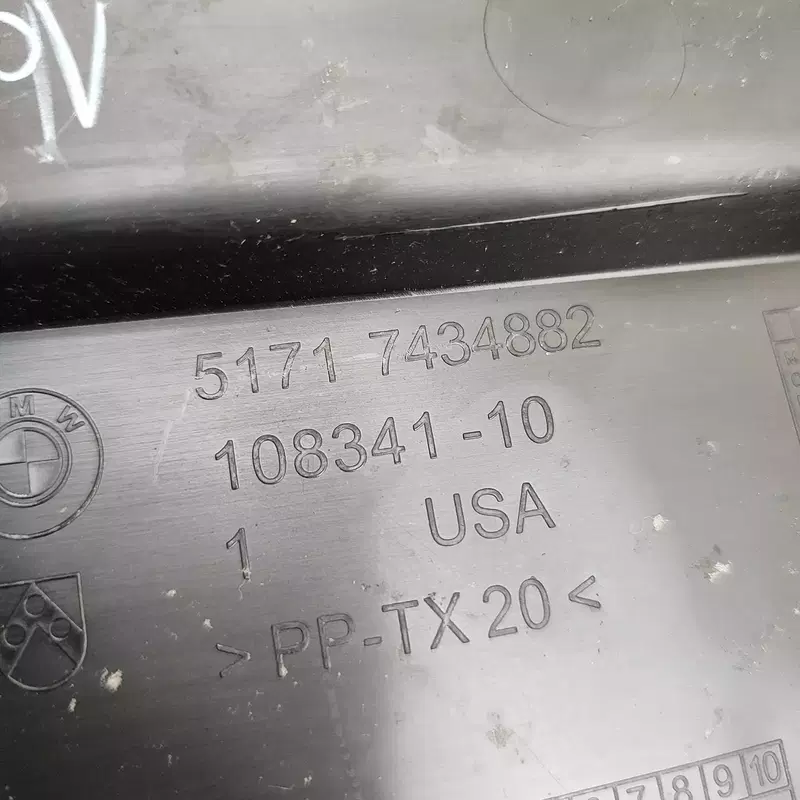 5171 7434882
108341-10
BMW
1 USA
>PP-TX20<
7 8 9 10